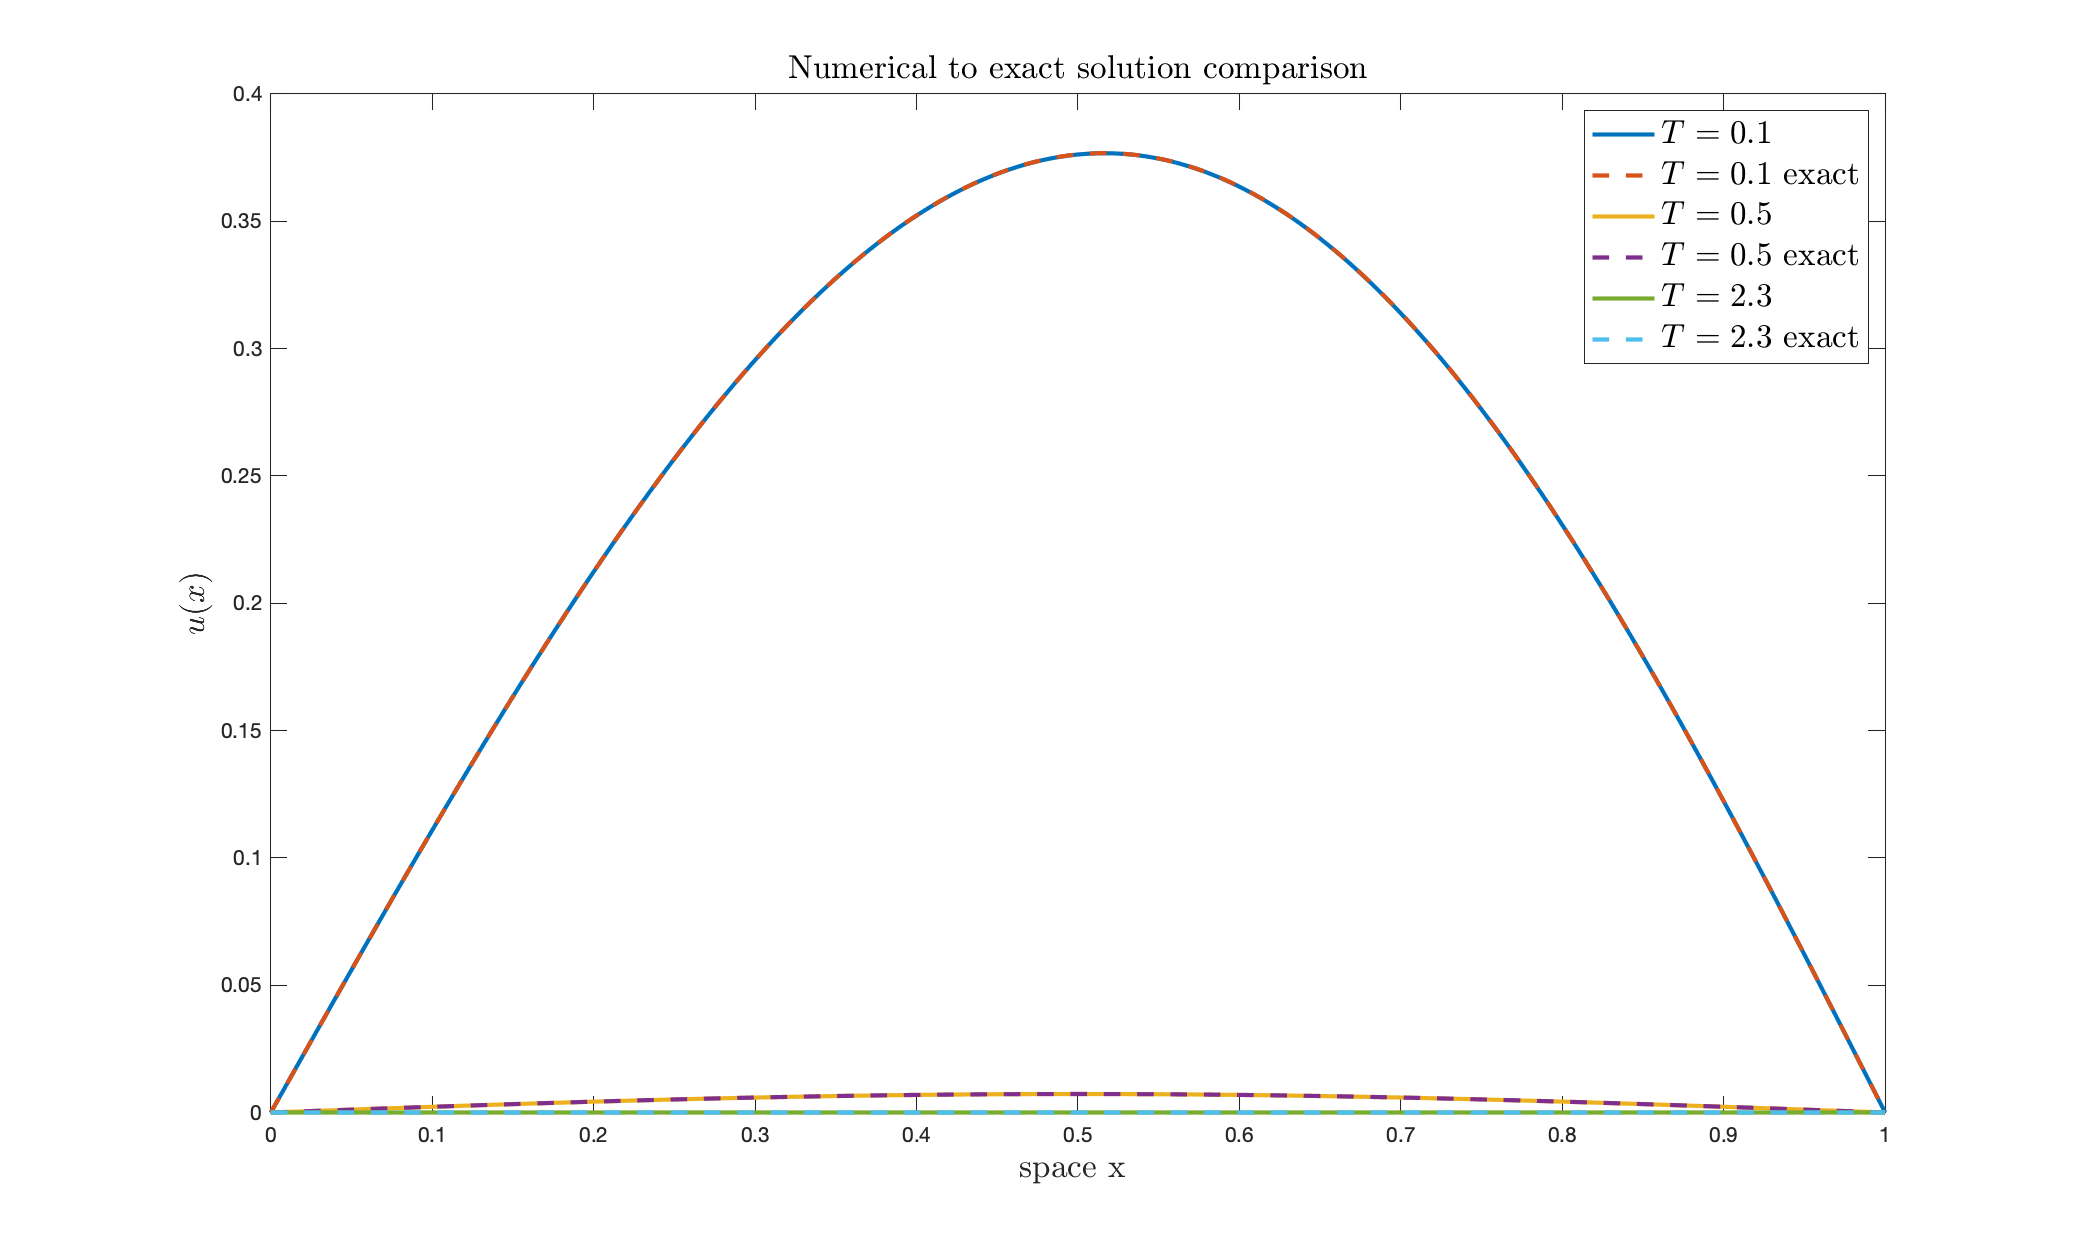 Numerical to exact solution comparison
0.4
0.35
0.3
0.25
0.2
0.15
0.1
0.05
0
u(x)
T = 0.1
T = 0.1 exact
T = 0.5
T = 0.5 exact
T = 2.3
T = 2.3 exact
0 0.1 0.2 0.3 0.4 0.5 0.6 0.7 0.8 0.9 1
space x